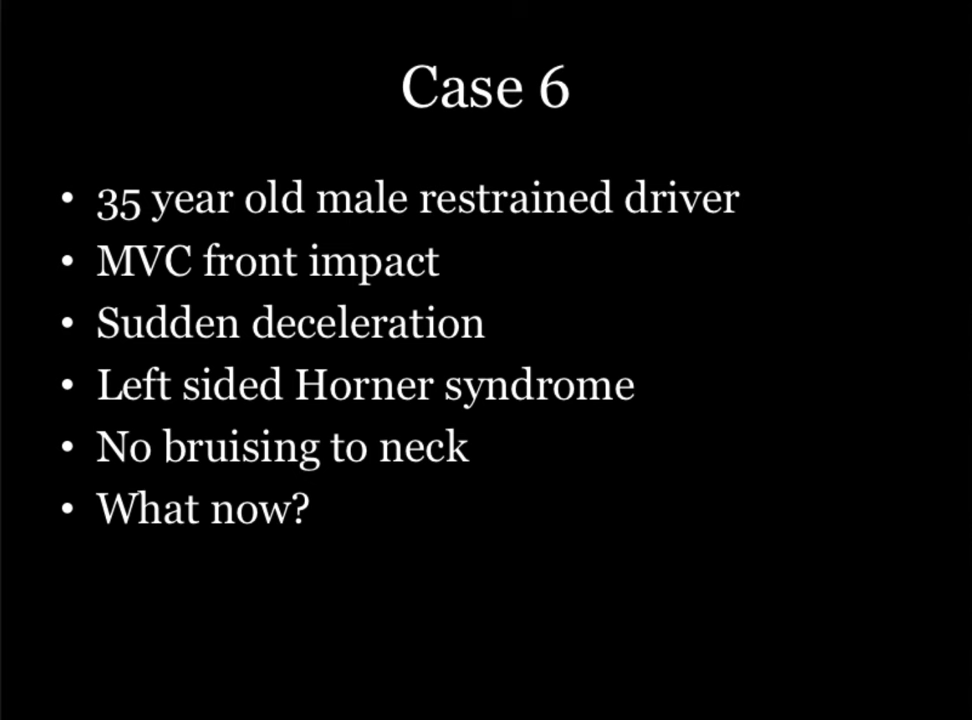 Case 6
• 35 year old male restrained driver
• MVC front impact
• Sudden deceleration
• Left sided Horner syndrome
• No bruising to neck
• What now?